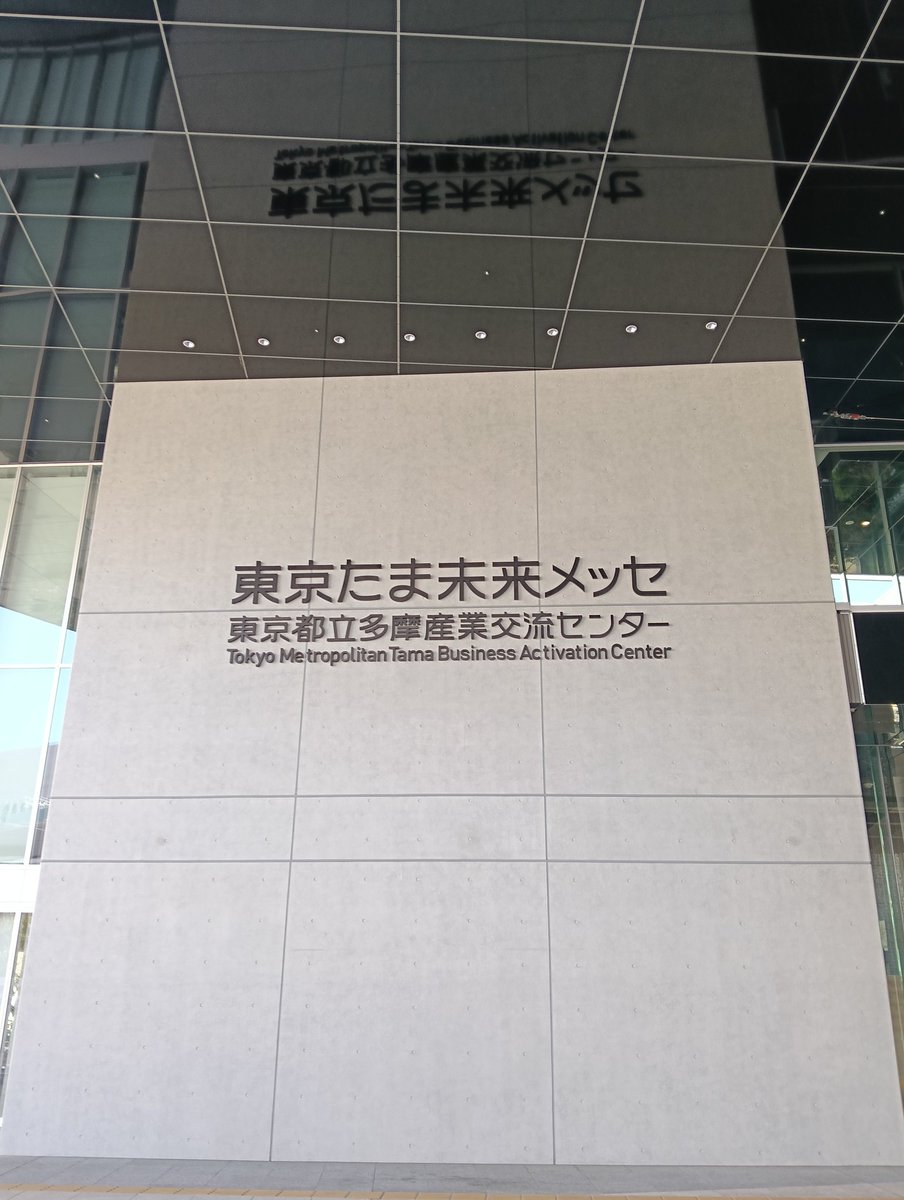 東京たま未来メッセ
東京都立多摩産業交流センター
Tokyo Metropolitan Tama Business Activation Center